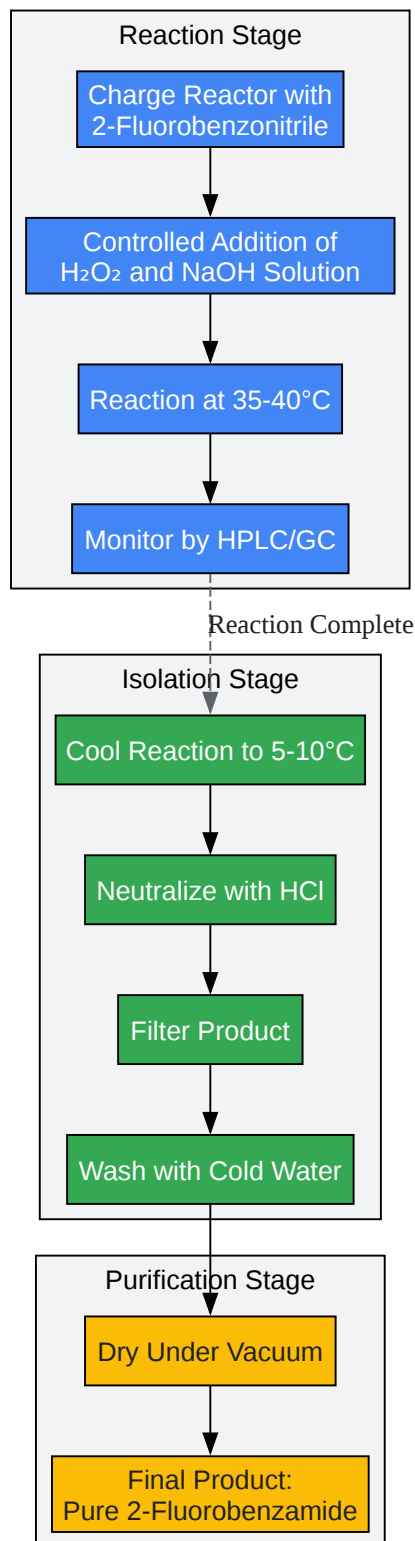 Reaction Stage
Charge Reactor with
2-Fluorobenzonitrile
Controlled Addition of
H₂O₂ and NaOH Solution
Reaction at 35-40°C
Monitor by HPLC/GC
Reaction Complete
Isolation Stage
Cool Reaction to 5-10°C
Neutralize with HCl
Filter Product
Wash with Cold Water
Purification Stage
Dry Under Vacuum
Final Product:
Pure 2-Fluorobenzamide